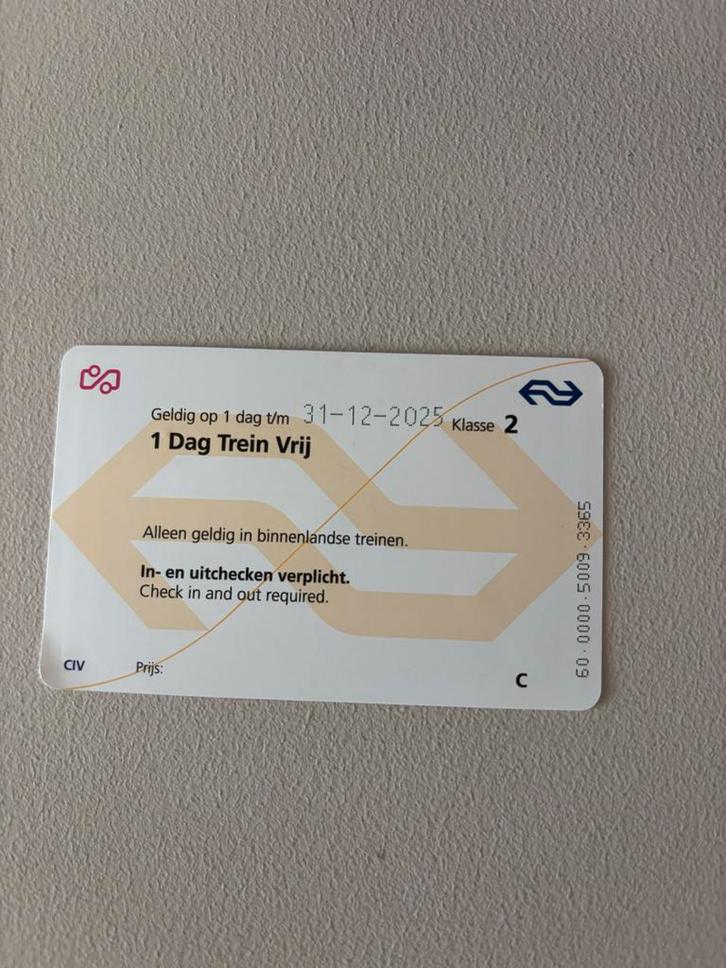 Geldig op 1 dag t/m 31-12-2025 Klasse 2
1 Dag Trein Vrij
Alleen geldig in binnenlandse treinen.
In- en uitchecken verplicht.
Check in and out required.
CIV Prijs: C
60·0000·5009·3365